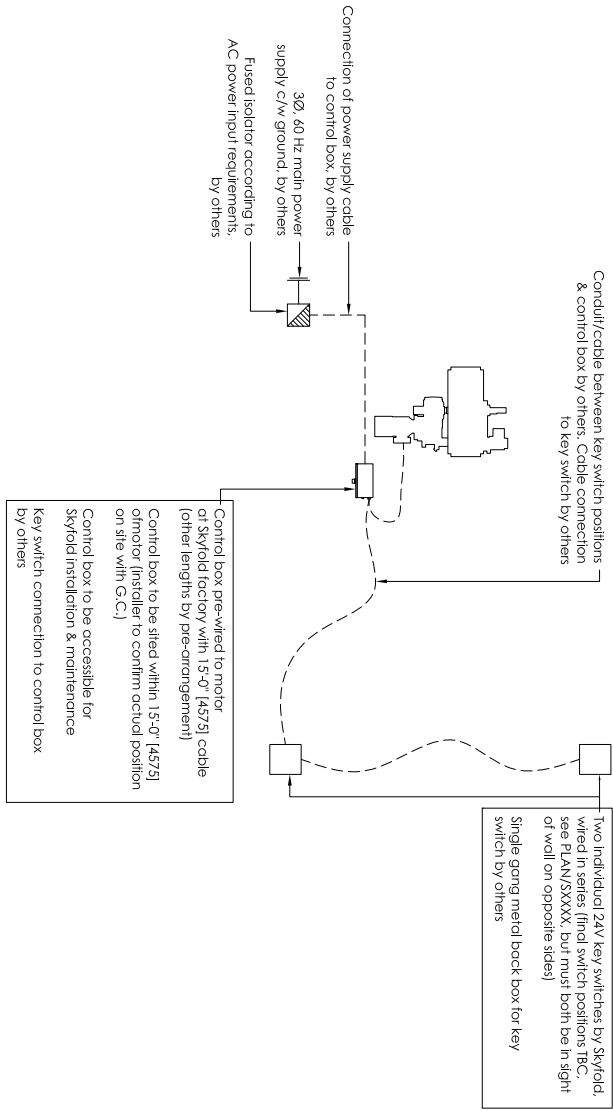 Connection of power supply cable
to control box, by others
3Ø, 60 Hz main power
supply c/w ground, by others
Fused isolator according to
AC power input requirements,
by others
Conduit/cable between key switch positions
& control box by others. Cable connection
to key switch by others
Control box pre-wired to motor
at Skyfold factory with 15'-0" [4575] cable
(other lengths by pre-arrangement)
Control box to be sited within 15'-0" [4575]
ofmotor (installer to confirm actual position
on site with G.C.)
Control box to be accessible for
Skyfold installation & maintenance
Key switch connection to control box
by others
Two individual 24V key switches by Skyfold,
wired in series (final switch positions TBC,
see PLAN/SXXXX, but must both be in sight
of wall on opposite sides)
Single gang metal back box for key
switch by others